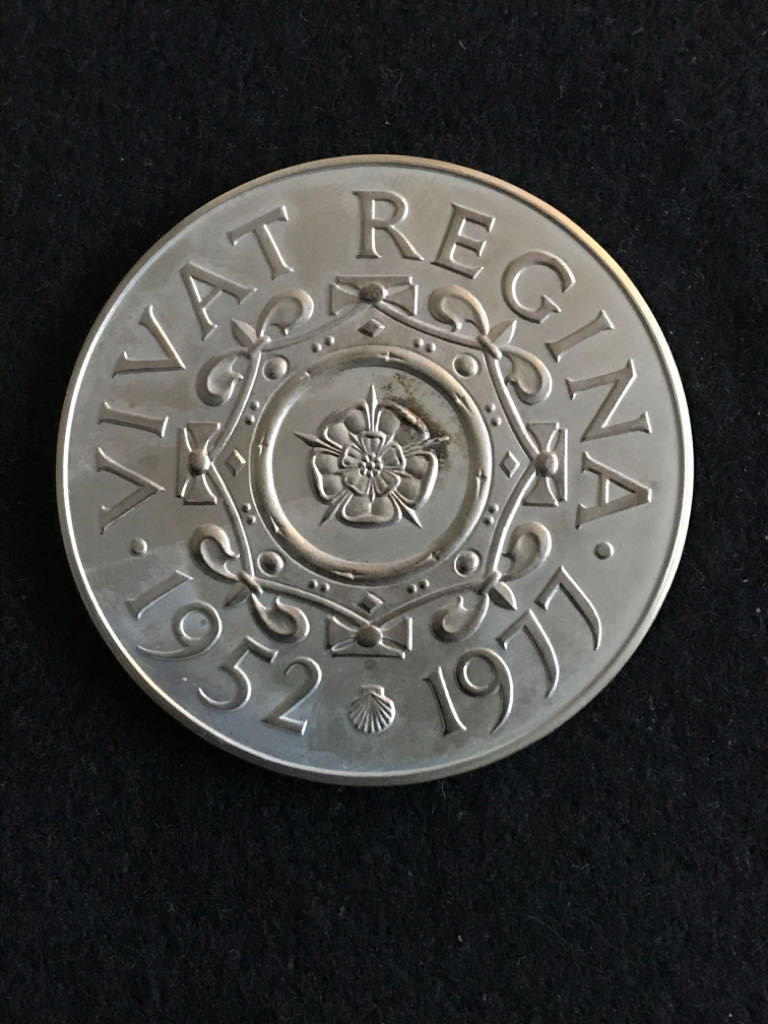 VIVAT REGINA
· 1952 1977 ·